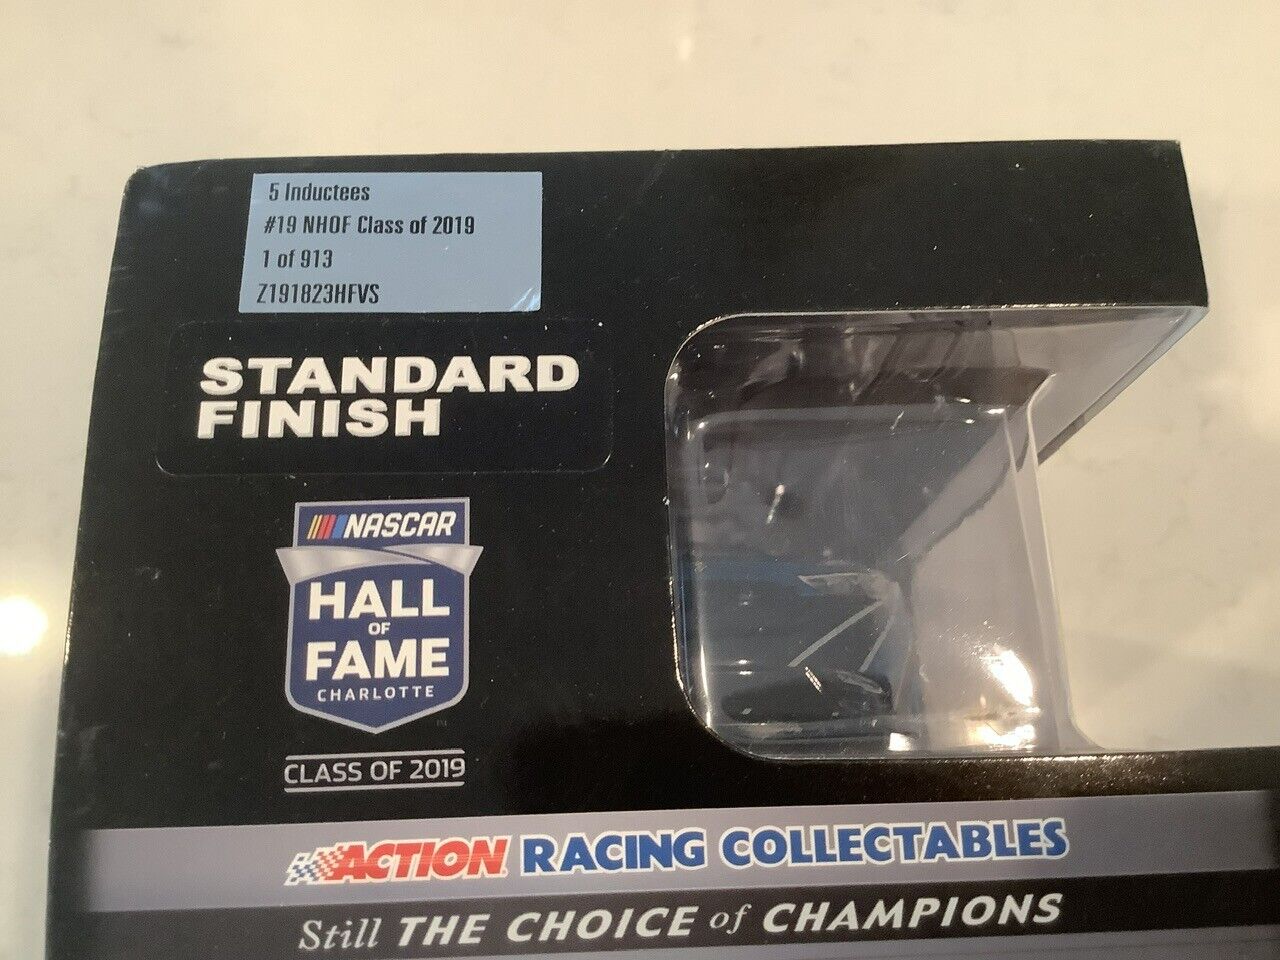 5 Inductees
#19 NHOF Class of 2019
1 of 913
Z191823HFVS
STANDARD
FINISH
NASCAR
HALL
OF
FAME
CHARLOTTE
CLASS OF 2019
ACTION RACING COLLECTABLES
Still THE CHOICE of CHAMPIONS